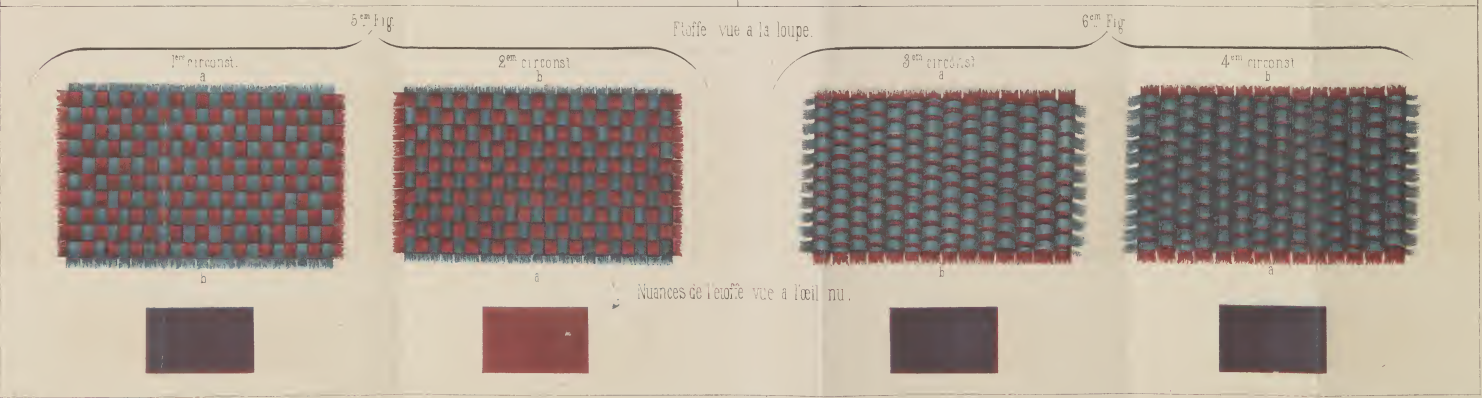 5em Fig.
Etoffe vue a la loupe.
6em Fig
1ere circonst.
2em circonst
3em circonst
4em circonst
a
b
a
b
b
a
b
a
Nuances de l'etoffe vue a l'œil nu.